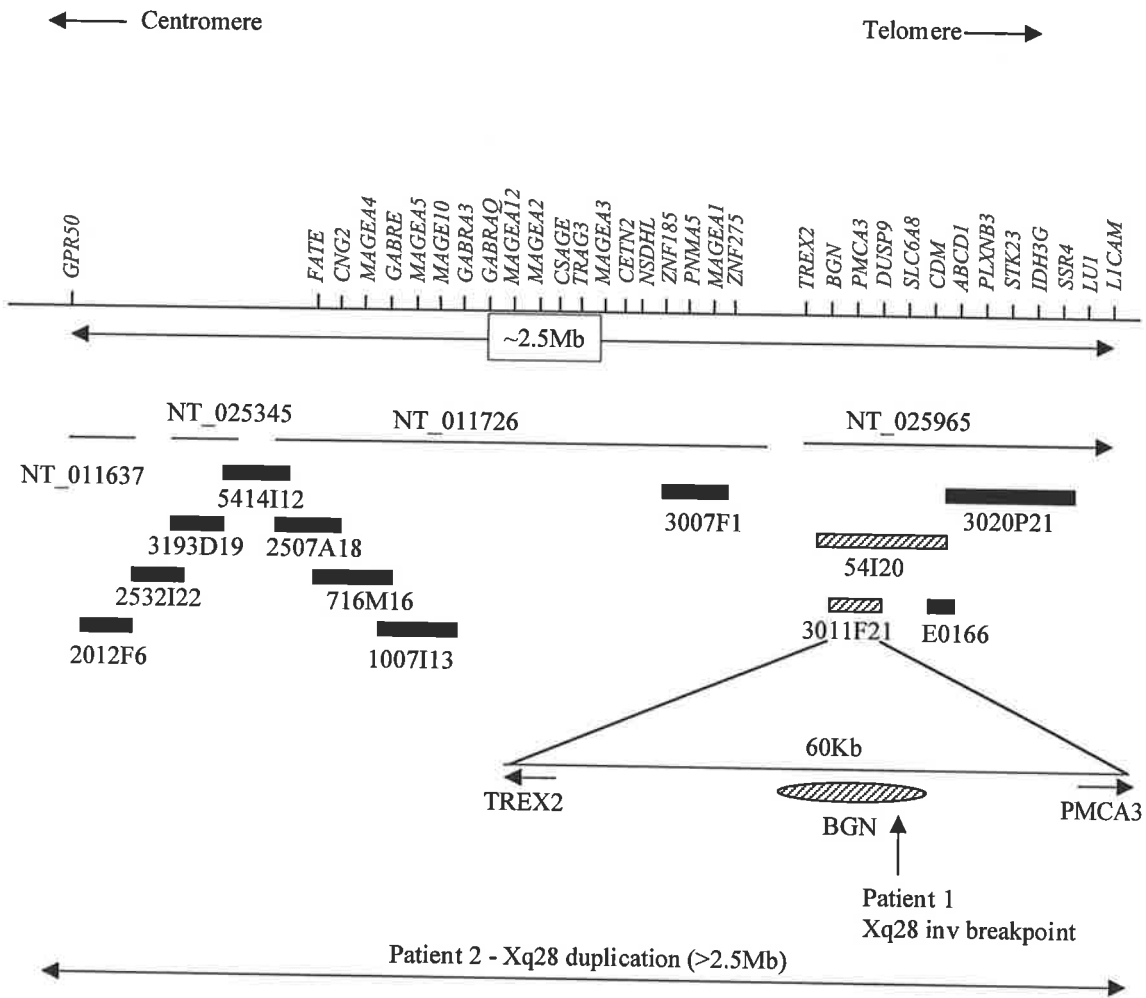 Centromere
Telomere
GPR50
FATE
CNG2
MAGEA4
GABRE
MAGEA5
MAGE10
GABRA3
GABRAQ
MAGEA12
MAGEA2
CSAGE
TRAG3
MAGEA3
CETN2
NSDHL
ZNF185
PNMA5
MAGEA1
ZNF275
TREX2
BGN
PMCA3
DUSP9
SLC6A8
CDM
ABCD1
PLXNB3
STK23
IDH3G
SSR4
LU1
L1CAM
~2.5Mb
NT_025345
NT_011726
NT_025965
NT_011637
5414I12
3007F1
3020P21
3193D19
2507A18
54I20
2532I22
716M16
3011F21
E0166
2012F6
1007I13
60Kb
TREX2
PMCA3
BGN
Patient 1
Xq28 inv breakpoint
Patient 2 - Xq28 duplication (>2.5Mb)